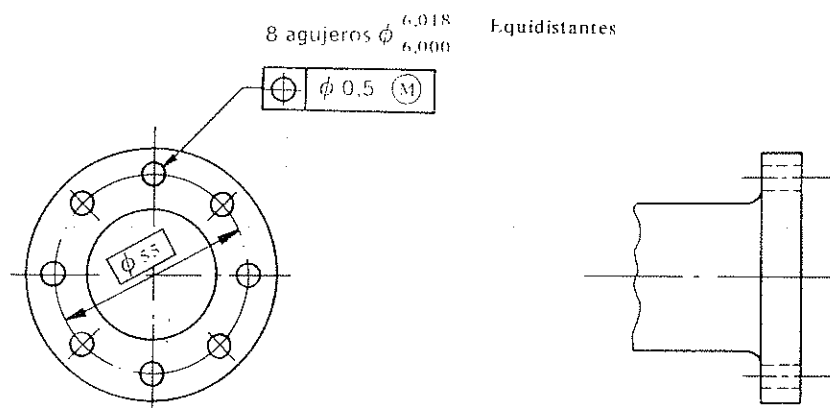 8 agujeros ϕ 6,018 6,000 Equidistantes
ϕ 0,5 Ⓜ
ϕ 55